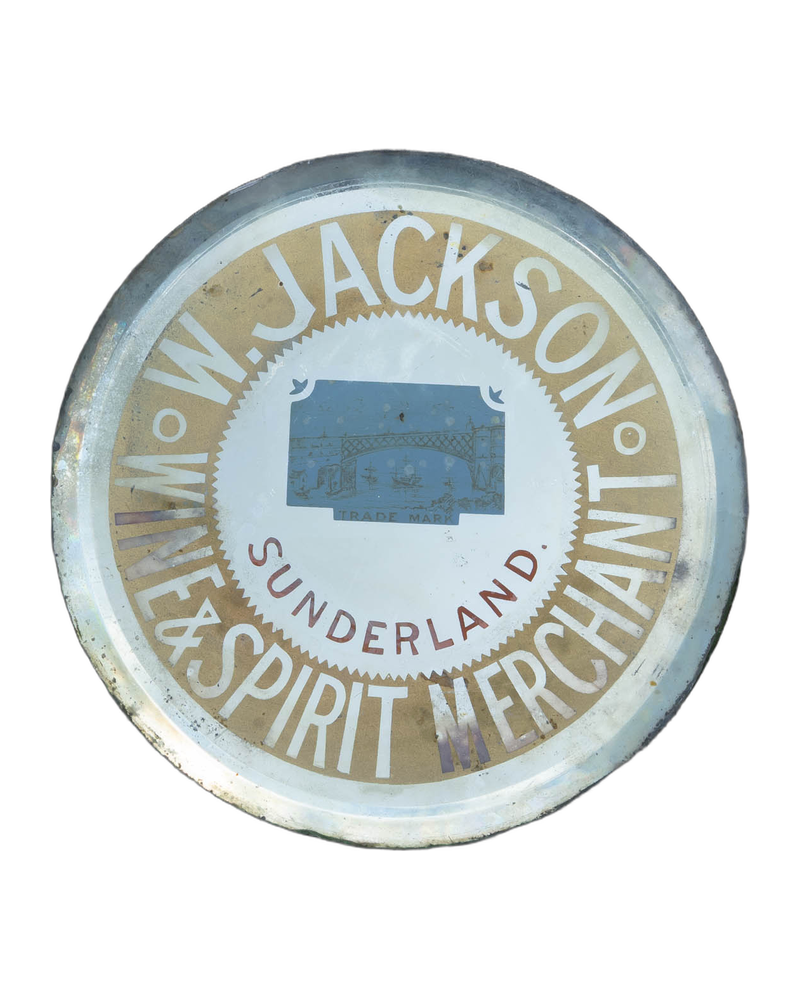 W. JACKSON
TRADE MARK
SUNDERLAND.
WINE & SPIRIT MERCHANT